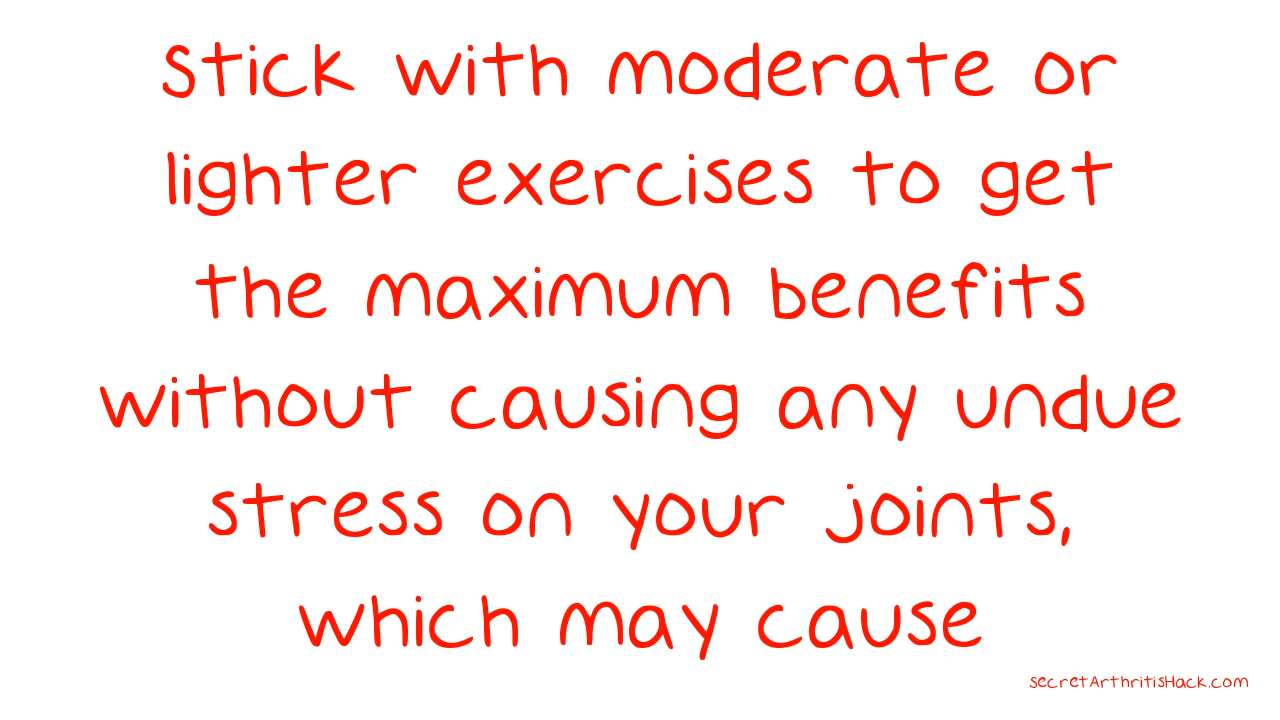 Stick with moderate or
lighter exercises to get
the maximum benefits
without causing any undue
stress on your joints,
which may cause
secretArthritisHack.com